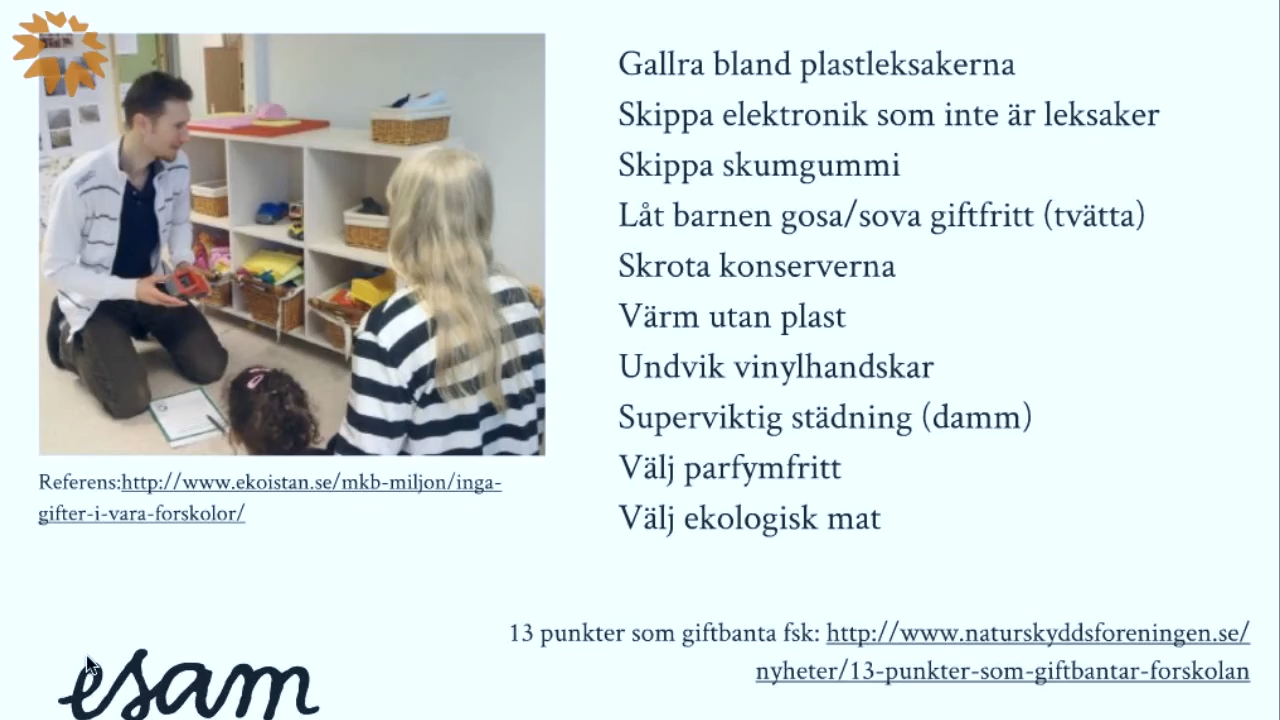 Gallra bland plastleksakerna
Skippa elektronik som inte är leksaker
Skippa skumgummi
Låt barnen gosa/sova giftfritt (tvätta)
Skrota konserverna
Värm utan plast
Undvik vinylhandskar
Superviktig städning (damm)
Välj parfymfritt
Välj ekologisk mat
Referens:http://www.ekoistan.se/mkb-miljon/inga-
gifter-i-vara-forskolor/
13 punkter som giftbanta fsk: http://www.naturskyddsforeningen.se/
nyheter/13-punkter-som-giftbantar-forskolan
esam